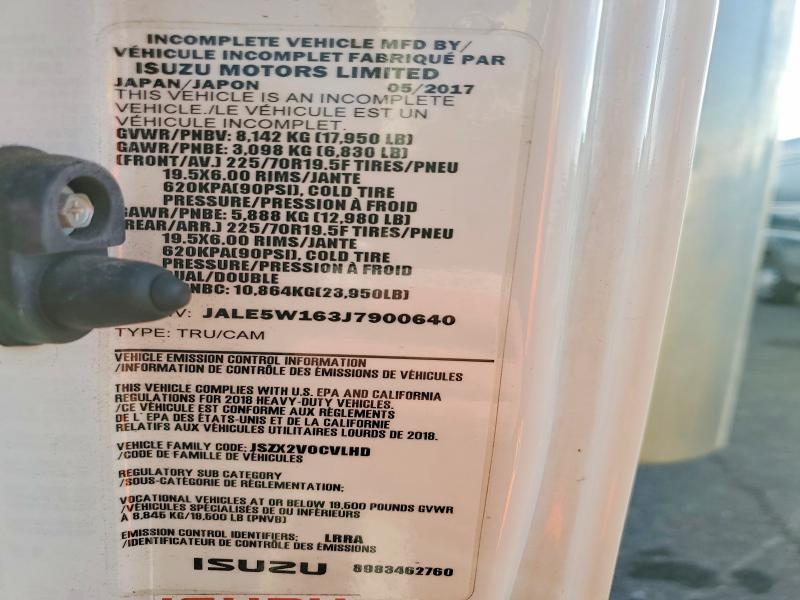 INCOMPLETE VEHICLE MFD BY/
VÉHICULE INCOMPLET FABRIQUÉ PAR
ISUZU MOTORS LIMITED
JAPAN/JAPON 05/2017
THIS VEHICLE IS AN INCOMPLETE
VEHICLE./LE VÉHICULE EST UN
VÉHICULE INCOMPLET.
GVWR/PNBV: 8,142 KG (17,950 LB)
GAWR/PNBE: 3,098 KG (6,830 LB)
(FRONT/AV.) 225/70R19.5F TIRES/PNEU
19.5X6.00 RIMS/JANTE
620KPA(90PSI), COLD TIRE
PRESSURE/PRESSION À FROID
GAWR/PNBE: 5,888 KG (12,980 LB)
(REAR/ARR.) 225/70R19.5F TIRES/PNEU
19.5X6.00 RIMS/JANTE
620KPA(90PSI), COLD TIRE
PRESSURE/PRESSION À FROID
DUAL/DOUBLE
NBC: 10,864KG(23,950LB)
V: JALE5W163J7900640
TYPE: TRU/CAM
VEHICLE EMISSION CONTROL INFORMATION
/INFORMATION DE CONTRÔLE DES ÉMISSIONS DE VÉHICULES
THIS VEHICLE COMPLIES WITH U.S. EPA AND CALIFORNIA
REGULATIONS FOR 2018 HEAVY-DUTY VEHICLES.
/CE VÉHICULE EST CONFORME AUX RÈGLEMENTS
DE L' EPA DES ÉTATS-UNIS ET DE LA CALIFORNIE
RELATIFS AUX VÉHICULES UTILITAIRES LOURDS DE 2018.
VEHICLE FAMILY CODE: JSZX2VOCVLHD
/CODE DE FAMILLE DE VÉHICULES
REGULATORY SUB CATEGORY
/SOUS-CATÉGORIE DE RÉGLEMENTATION;
VOCATIONAL VEHICLES AT OR BELOW 19,500 POUNDS GVWR
/VÉHICULES SPÉCIALISÉS DE OU INFÉRIEURS
À 8,845 KG/19,500 LB (PNVB)
EMISSION CONTROL IDENTIFIERS: LRRA
/IDENTIFICATEUR DE CONTRÔLE DES ÉMISSIONS
ISUZU 8983462760